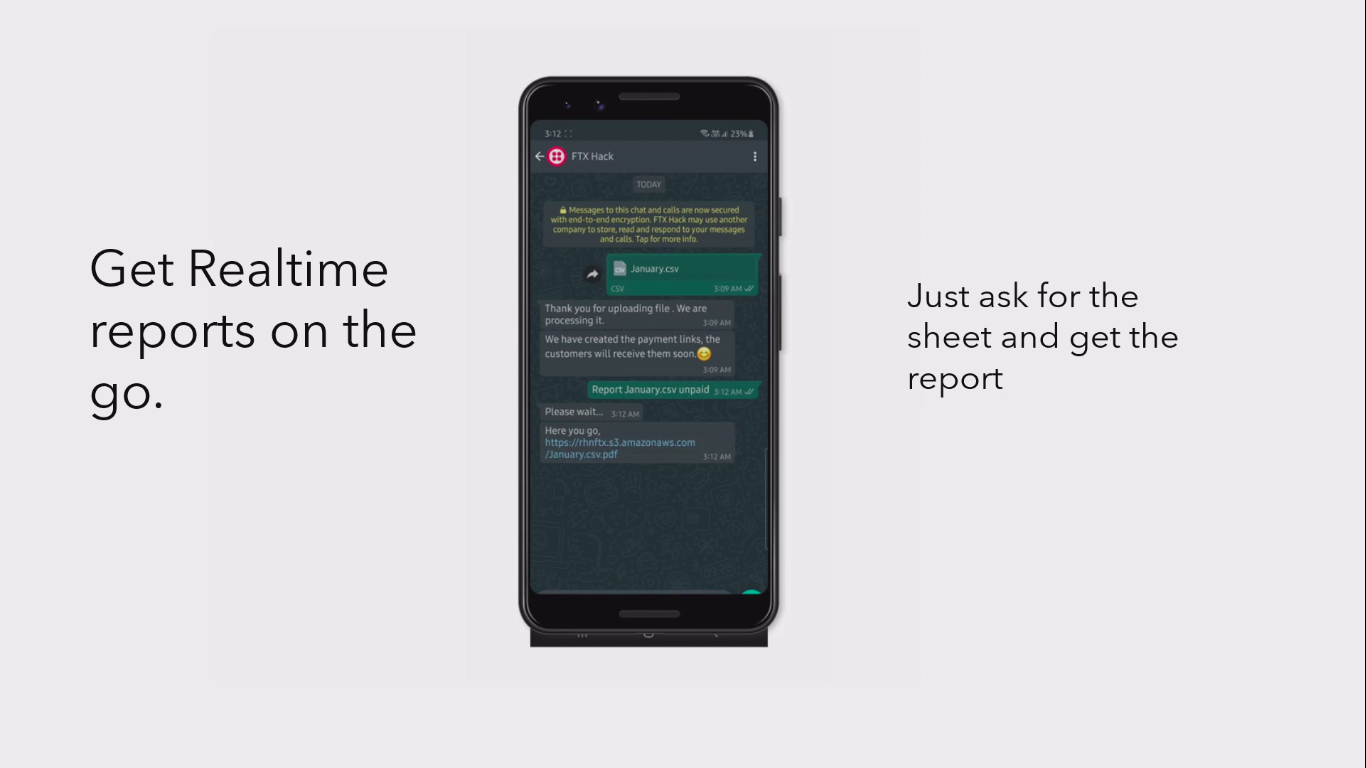 Get Realtime
reports on the
go.
3:12
23%
FTX Hack
TODAY
Messages to this chat and calls are now secured
with end-to-end encryption. FTX Hack may use another
company to store, read and respond to your messages
and calls. Tap for more info.
CSV
January.csv
CSV
3:09 AM
Thank you for uploading file . We are
processing it.
3:09 AM
We have created the payment links, the
customers will receive them soon.😊
3:09 AM
Report January.csv unpaid
3:12 AM
Please wait...
3:12 AM
Here you go,
https://rhnftx.s3.amazonaws.com
/January.csv.pdf
3:12 AM
Just ask for the
sheet and get the
report